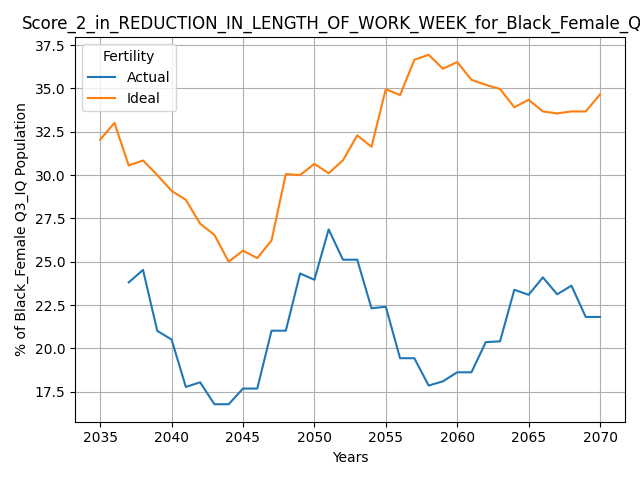 Score_2_in_REDUCTION_IN_LENGTH_OF_WORK_WEEK_for_Black_Female_Q
Fertility
Actual
Ideal
37.5
35.0
32.5
30.0
27.5
25.0
22.5
20.0
17.5
% of Black_Female Q3_IQ Population
2035 2040 2045 2050 2055 2060 2065 2070
Years